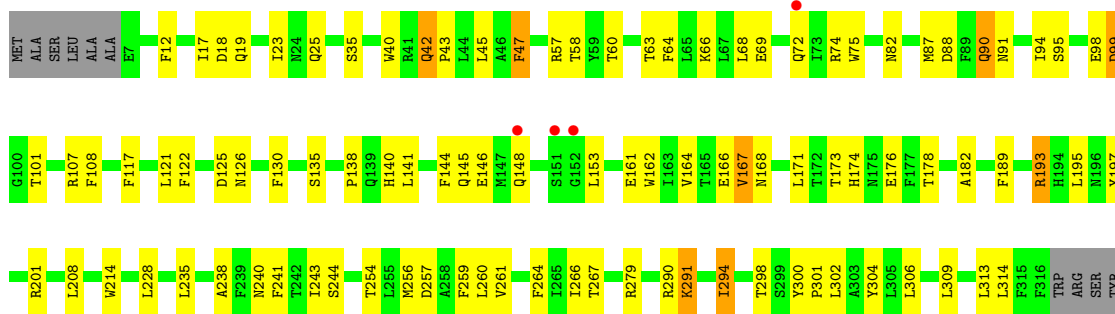 MET ALA SER LEU ALA ALA E7 F12 I17 D18 Q19 I23 N24 Q25 S35 W40 R41 Q42 P43 L44 L45 A46 F47 R57 T58 Y59 T60 T63 F64 L65 K66 L67 L68 E69 Q72 I73 R74 W75 N82 M87 D88 F89 Q90 N91 I94 S95 E98 D99
G100 T101 R107 F108 F117 L121 F122 D125 N126 F130 S135 P138 Q139 H140 L141 F144 Q145 E146 M147 Q148 S151 G152 L153 E161 W162 I163 V164 T165 E166 V167 N168 L171 T172 T173 H174 N175 E176 F177 T178 A182 F189 R193 H194 L195 N196
R201 L208 W214 L228 L235 A238 F239 N240 F241 T242 I243 S244 T254 L255 M256 D257 A258 F259 L260 V261 F264 I265 I266 T267 R279 R290 K291 I294 T298 S299 Y300 P301 L302 A303 Y304 L305 L306 L309 L313 L314 F315 F316 TRP ARG SER TYR